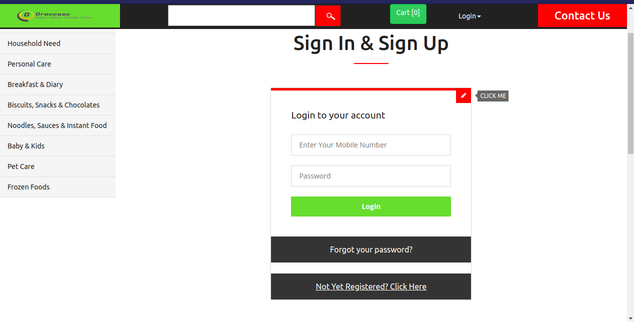 Cart [0]
Login
Contact Us
Household Need
Personal Care
Breakfast & Diary
Biscuits, Snacks & Chocolates
Noodles, Sauces & Instant Food
Baby & Kids
Pet Care
Frozen Foods
Sign In & Sign Up
CLICK ME
Login to your account
Enter Your Mobile Number
Password
Login
Forgot your password?
Not Yet Registered? Click Here